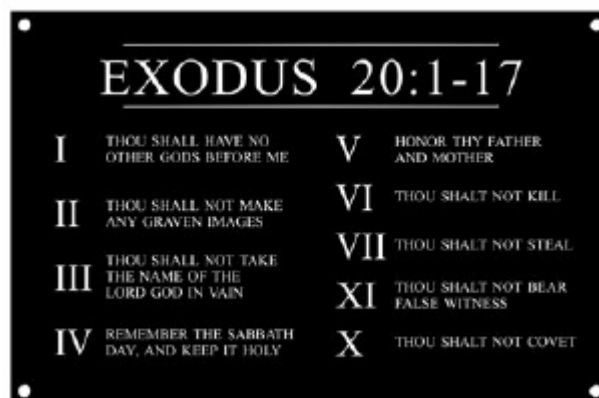 EXODUS 20:1-17
I THOU SHALL HAVE NO
OTHER GODS BEFORE ME
II THOU SHALL NOT MAKE
ANY GRAVEN IMAGES
III THOU SHALL NOT TAKE
THE NAME OF THE
LORD GOD IN VAIN
IV REMEMBER THE SABBATH
DAY, AND KEEP IT HOLY
V HONOR THY FATHER
AND MOTHER
VI THOU SHALT NOT KILL
VII THOU SHALT NOT STEAL
XI THOU SHALT NOT BEAR
FALSE WITNESS
X THOU SHALT NOT COVET